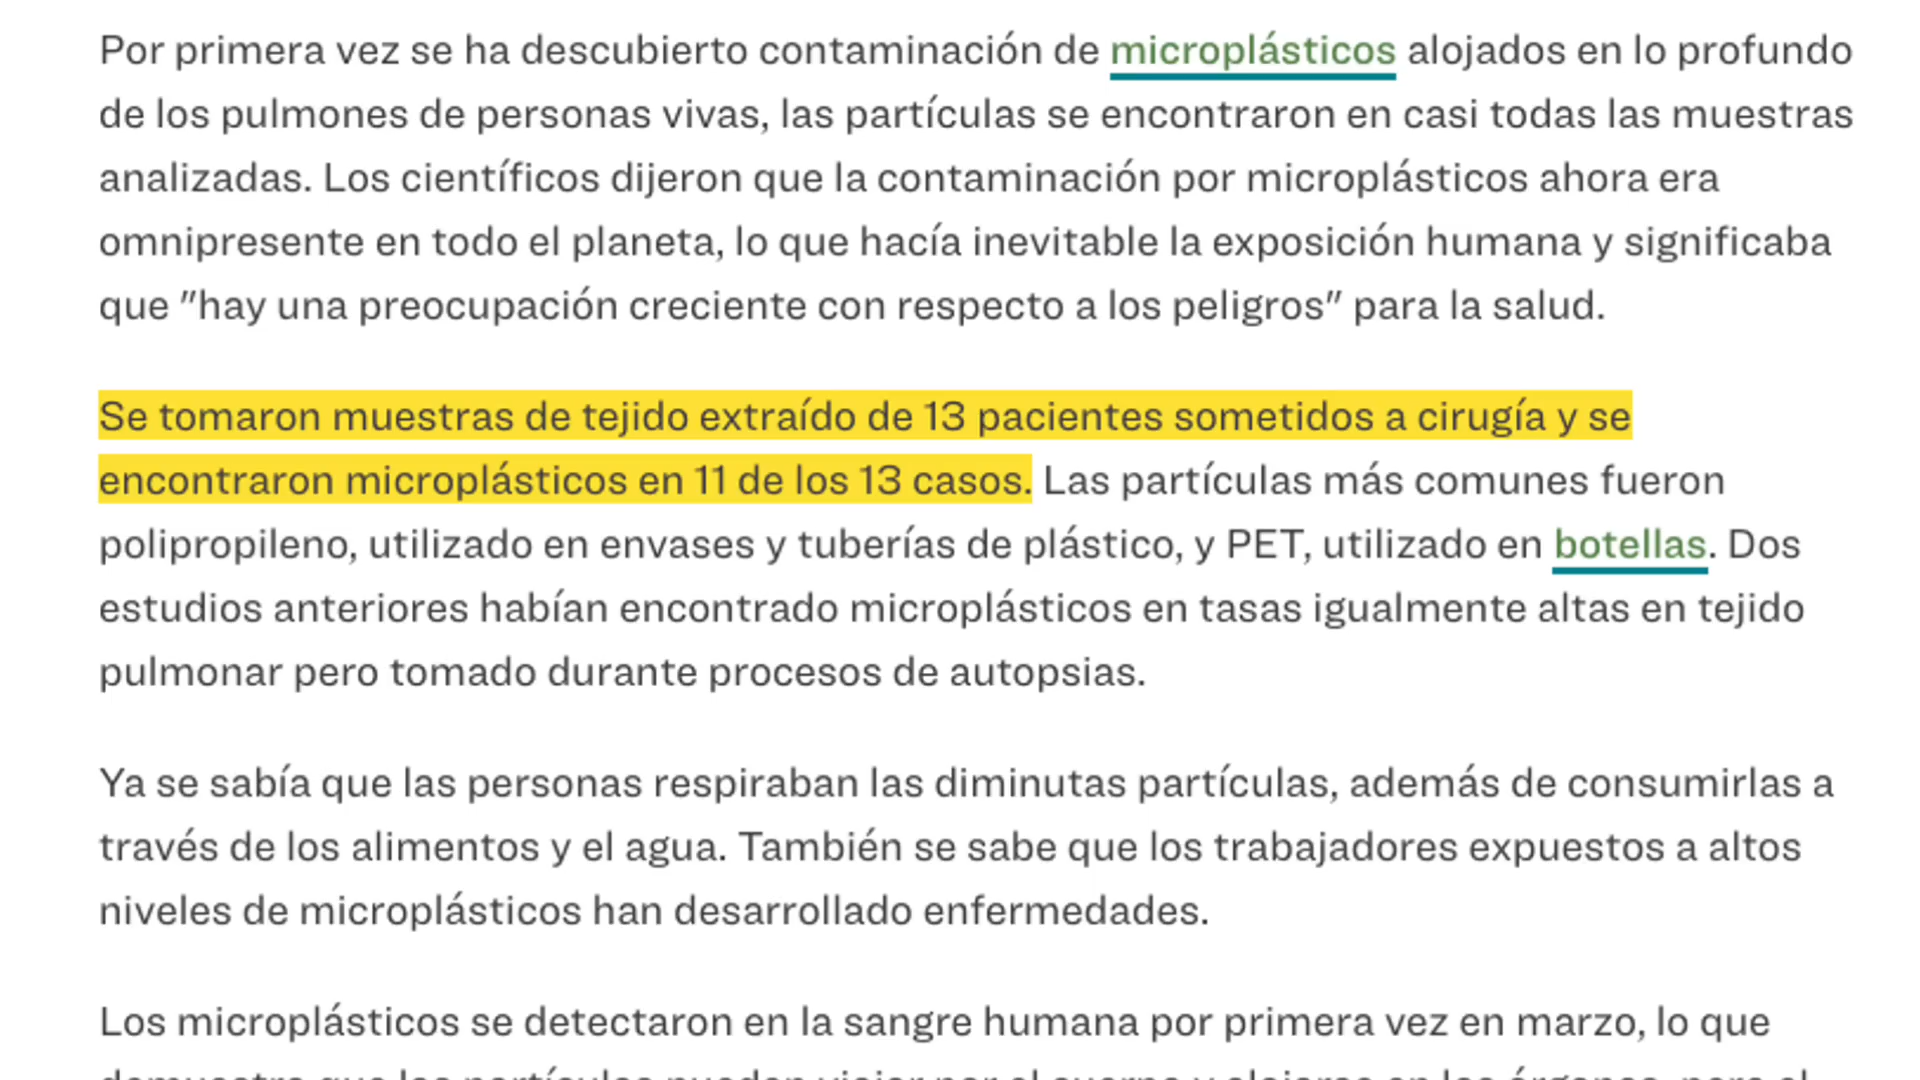 Por primera vez se ha descubierto contaminación de microplásticos alojados en lo profundo
de los pulmones de personas vivas, las partículas se encontraron en casi todas las muestras
analizadas. Los científicos dijeron que la contaminación por microplásticos ahora era
omnipresente en todo el planeta, lo que hacía inevitable la exposición humana y significaba
que "hay una preocupación creciente con respecto a los peligros" para la salud.
Se tomaron muestras de tejido extraído de 13 pacientes sometidos a cirugía y se
encontraron microplásticos en 11 de los 13 casos. Las partículas más comunes fueron
polipropileno, utilizado en envases y tuberías de plástico, y PET, utilizado en botellas. Dos
estudios anteriores habían encontrado microplásticos en tasas igualmente altas en tejido
pulmonar pero tomado durante procesos de autopsias.
Ya se sabía que las personas respiraban las diminutas partículas, además de consumirlas a
través de los alimentos y el agua. También se sabe que los trabajadores expuestos a altos
niveles de microplásticos han desarrollado enfermedades.
Los microplásticos se detectaron en la sangre humana por primera vez en marzo, lo que